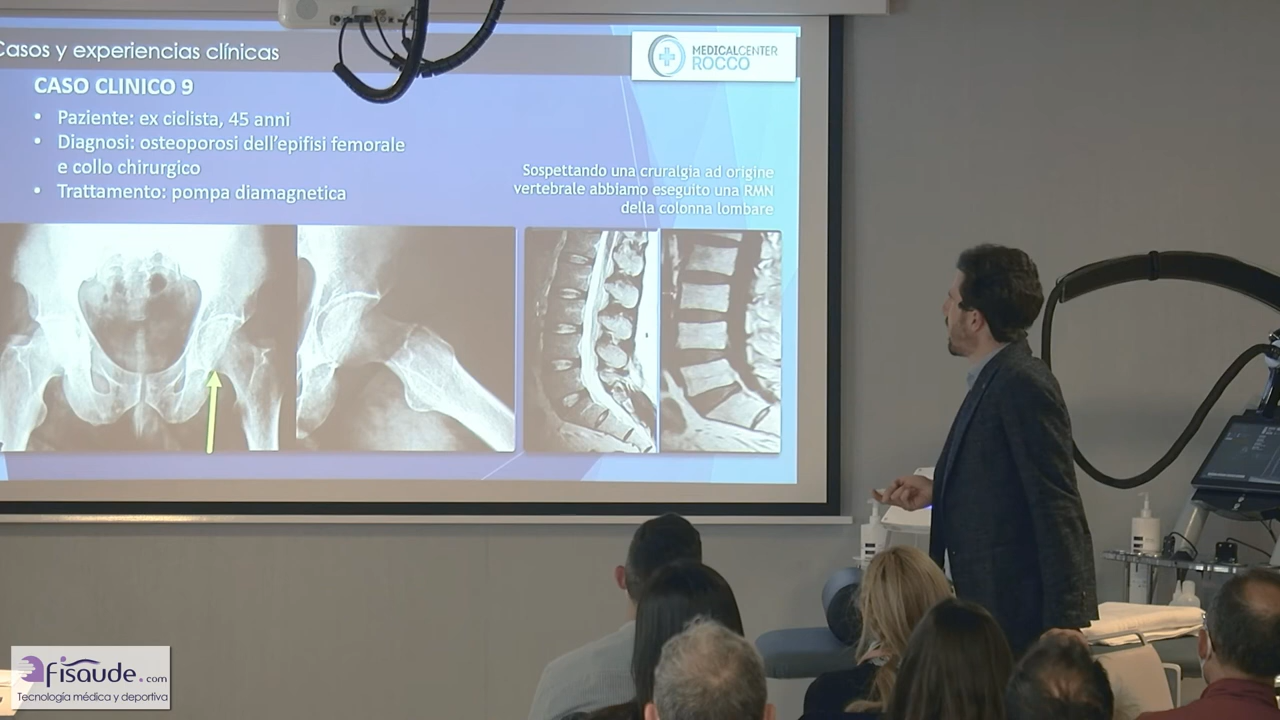 Casos y experiencias clínicas
MEDICALCENTER
ROCCO
CASO CLINICO 9
• Paziente: ex ciclista, 45 anni
• Diagnosi: osteoporosi dell'epifisi femorale
e collo chirurgico
• Trattamento: pompa diamagnetica
Sospettando una cruralgia ad origine
vertebrale abbiamo eseguito una RMN
della colonna lombare
fisaude.com
Tecnología médica y deportiva